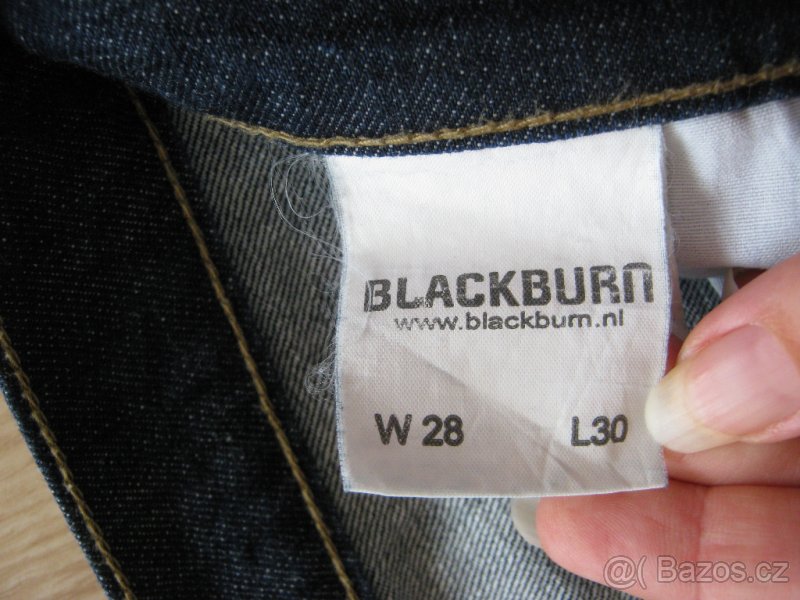 BLACKBURN
www.blackburn.nl
W 28 L30
@ Bazos.cz